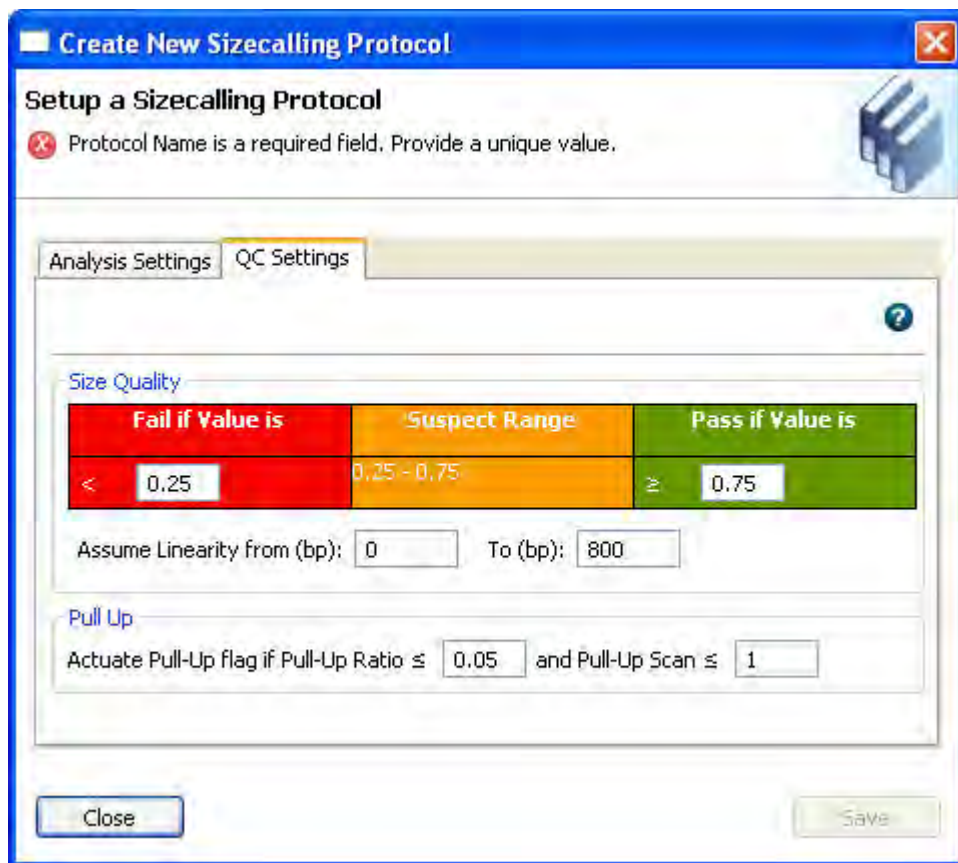 Create New Sizecalling Protocol
Setup a Sizecalling Protocol
Protocol Name is a required field. Provide a unique value.
Analysis Settings QC Settings
?
Size Quality
Fail if Value is Suspect Range Pass if Value is
< 0.25 0.25 - 0.75 ≥ 0.75
Assume Linearity from (bp): 0 To (bp): 800
Pull Up
Actuate Pull-Up flag if Pull-Up Ratio ≤ 0.05 and Pull-Up Scan ≤ 1
Close Save